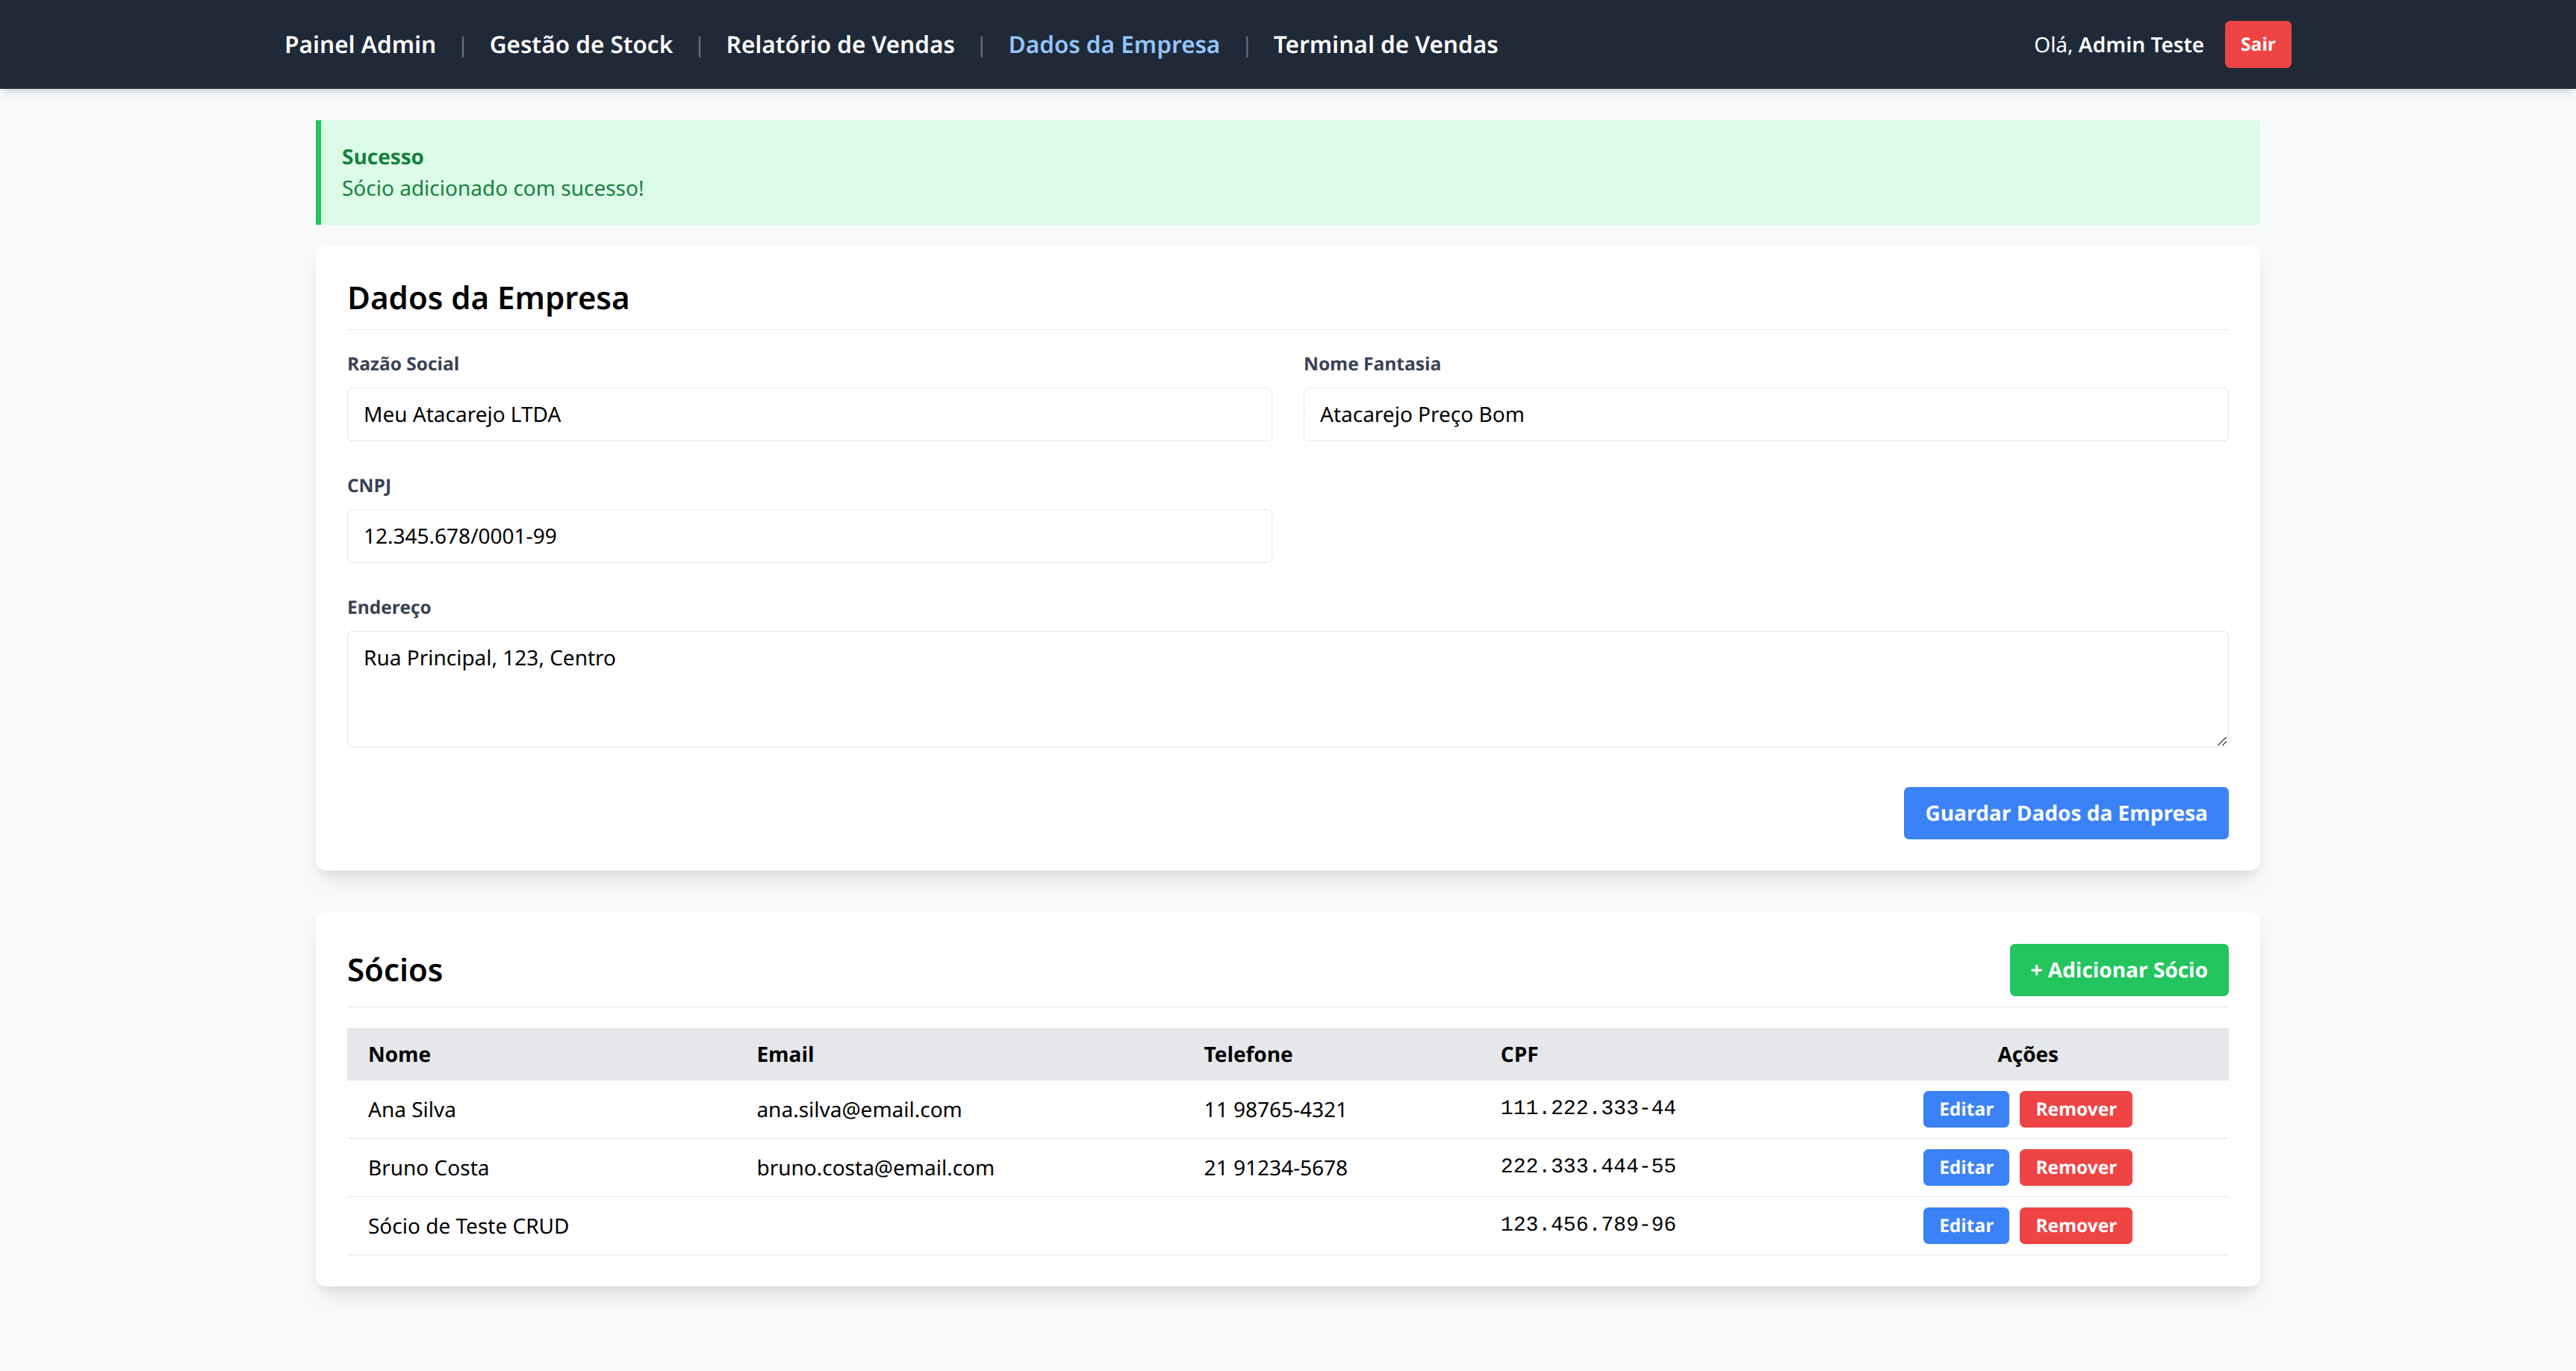 Painel Admin | Gestão de Stock | Relatório de Vendas | Dados da Empresa | Terminal de Vendas Olá, Admin Teste Sair
Sucesso
Sócio adicionado com sucesso!
Dados da Empresa
Razão Social Nome Fantasia
Meu Atacarejo LTDA Atacarejo Preço Bom
CNPJ
12.345.678/0001-99
Endereço
Rua Principal, 123, Centro
Guardar Dados da Empresa
Sócios + Adicionar Sócio
Nome Email Telefone CPF Ações
Ana Silva ana.silva@email.com 11 98765-4321 111.222.333-44 Editar Remover
Bruno Costa bruno.costa@email.com 21 91234-5678 222.333.444-55 Editar Remover
Sócio de Teste CRUD 123.456.789-96 Editar Remover